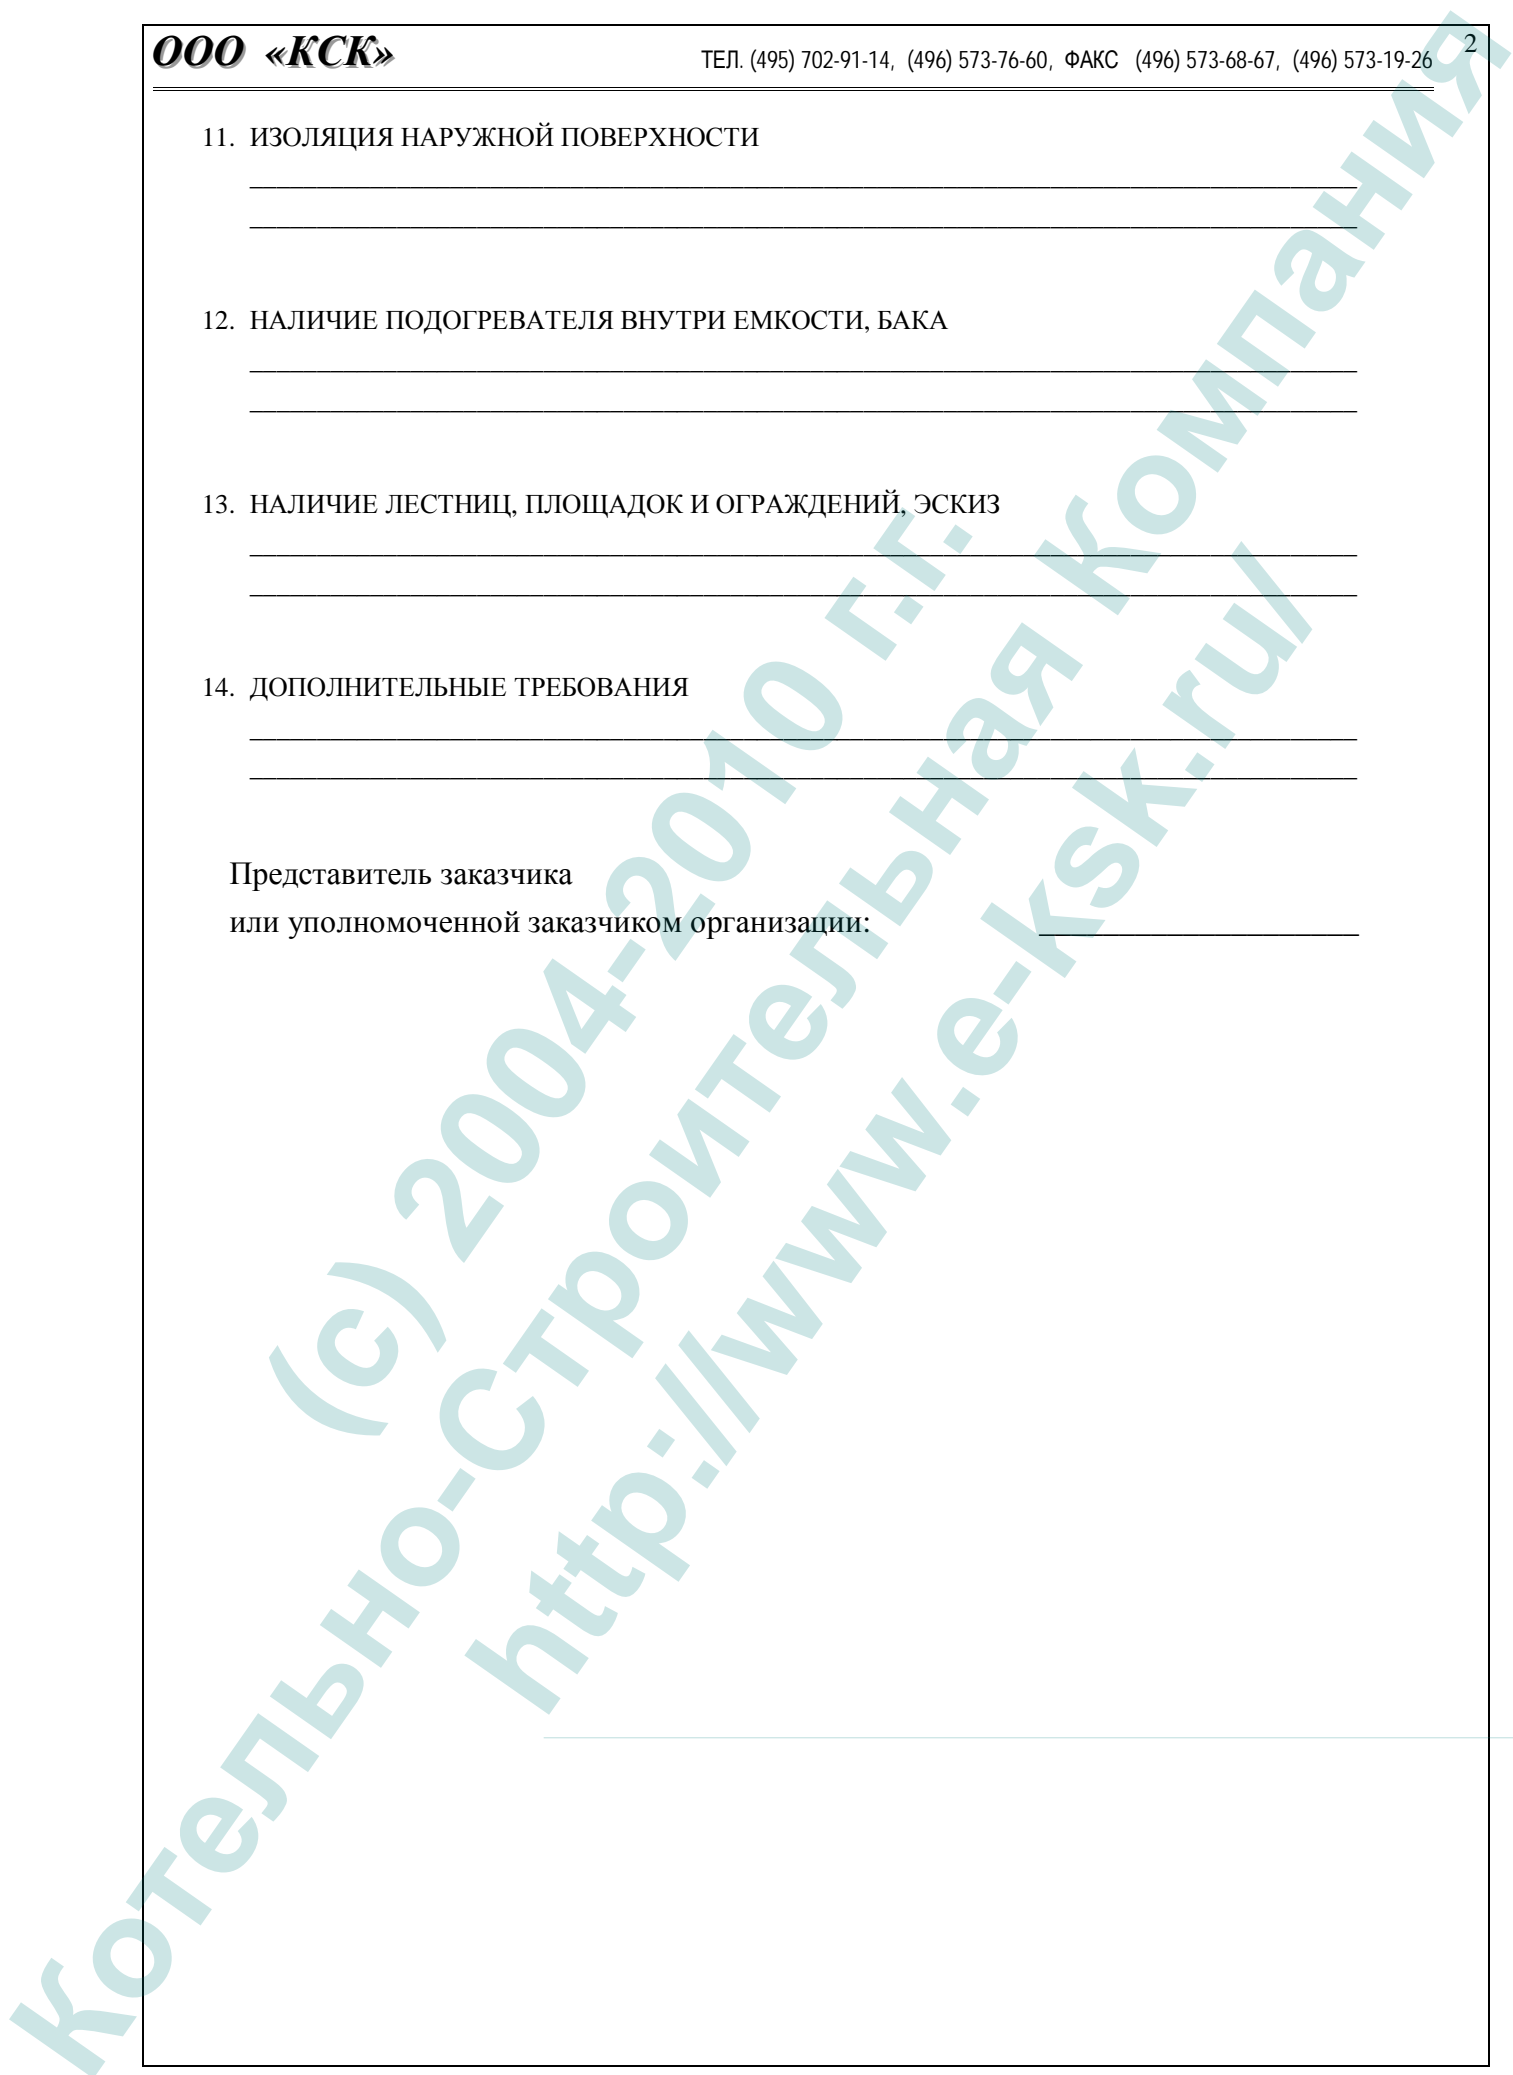 ООО «КСК» ТЕЛ. (495) 702-91-14, (496) 573-76-60, ФАКС (496) 573-68-67, (496) 573-19-26 2
11. ИЗОЛЯЦИЯ НАРУЖНОЙ ПОВЕРХНОСТИ
12. НАЛИЧИЕ ПОДОГРЕВАТЕЛЯ ВНУТРИ ЕМКОСТИ, БАКА
13. НАЛИЧИЕ ЛЕСТНИЦ, ПЛОЩАДОК И ОГРАЖДЕНИЙ, ЭСКИЗ
14. ДОПОЛНИТЕЛЬНЫЕ ТРЕБОВАНИЯ
Представитель заказчика
или уполномоченной заказчиком организации:
(с) 2004-2010 г.г.
Котельно-Строительная Компания
http://www.e-ksk.ru/